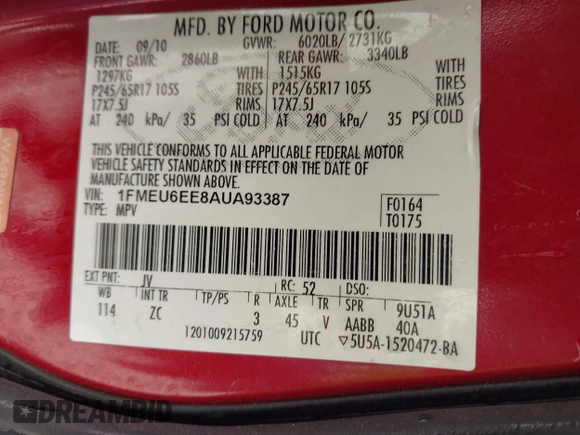 MFD. BY FORD MOTOR CO.
DATE: 09/10 GVWR: 6020LB/ 2731KG
FRONT GAWR: 2860LB REAR GAWR: 3340LB
1297KG WITH 1515KG WITH
P245/65R17 105S TIRES P245/65R17 105S TIRES
17X7.5J RIMS 17X7.5J RIMS
AT 240 kPa/ 35 PSI COLD AT 240 kPa/ 35 PSI COLD
THIS VEHICLE CONFORMS TO ALL APPLICABLE FEDERAL MOTOR
VEHICLE SAFETY STANDARDS IN EFFECT ON THE DATE OF
MANUFACTURE SHOWN ABOVE.
VIN: 1FMEU6EE8AUA93387
TYPE: MPV
F0164
T0175
EXT PNT: JV RC: 52 DSO:
WB INT TR TP/PS R AXLE TR SPR 9U51A
114 ZC 3 45 V AABB 40A
1201009215759 UTC ▽5U5A-1520472-BA
DREAMBID